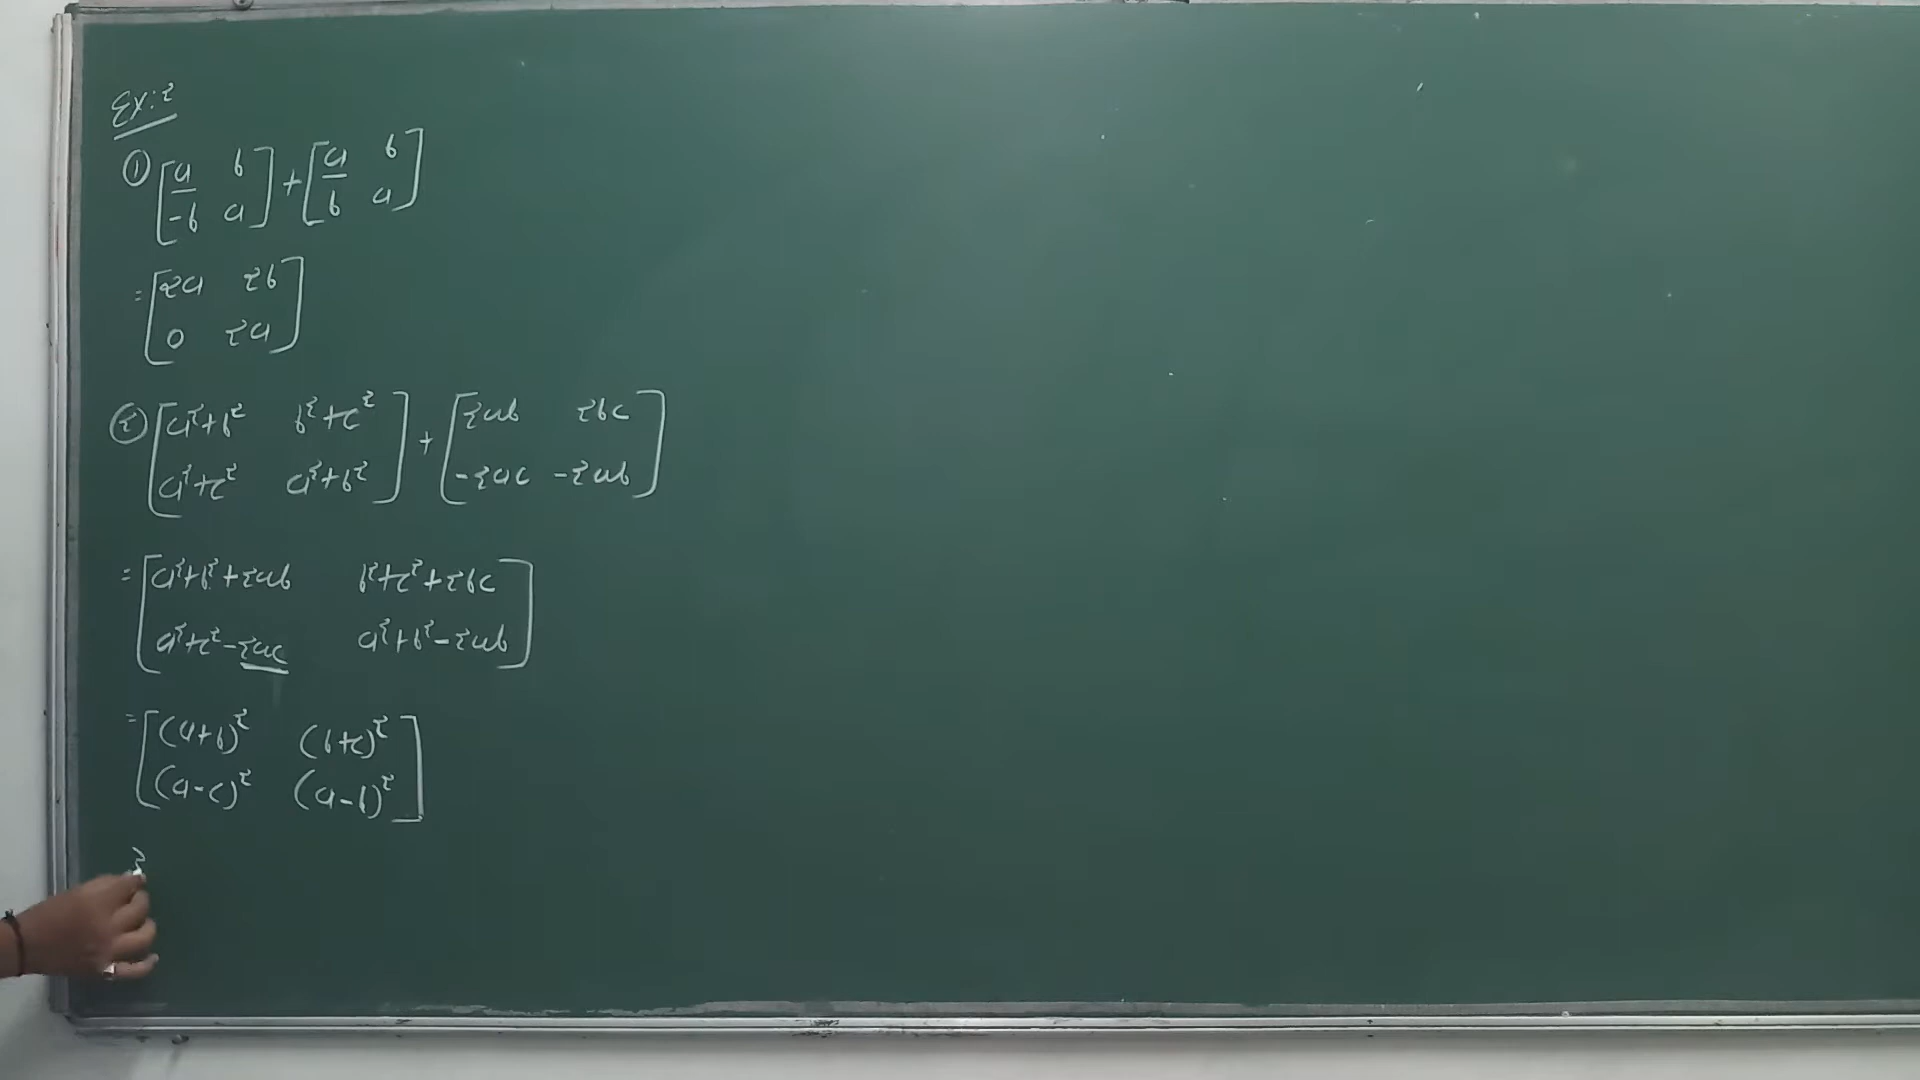 Ex:2
① [a b] + [a b]
[-b a] [b a]
= [2a 2b]
[0 2a]
② [a²+b² b²+c²] + [2ab 2bc]
[a²+c² a²+b²] [-2ac -2ab]
= [a²+b²+2ab b²+c²+2bc]
[a²+c²-2ac a²+b²-2ab]
= [(a+b)² (b+c)²]
[(a-c)² (a-b)²]
3